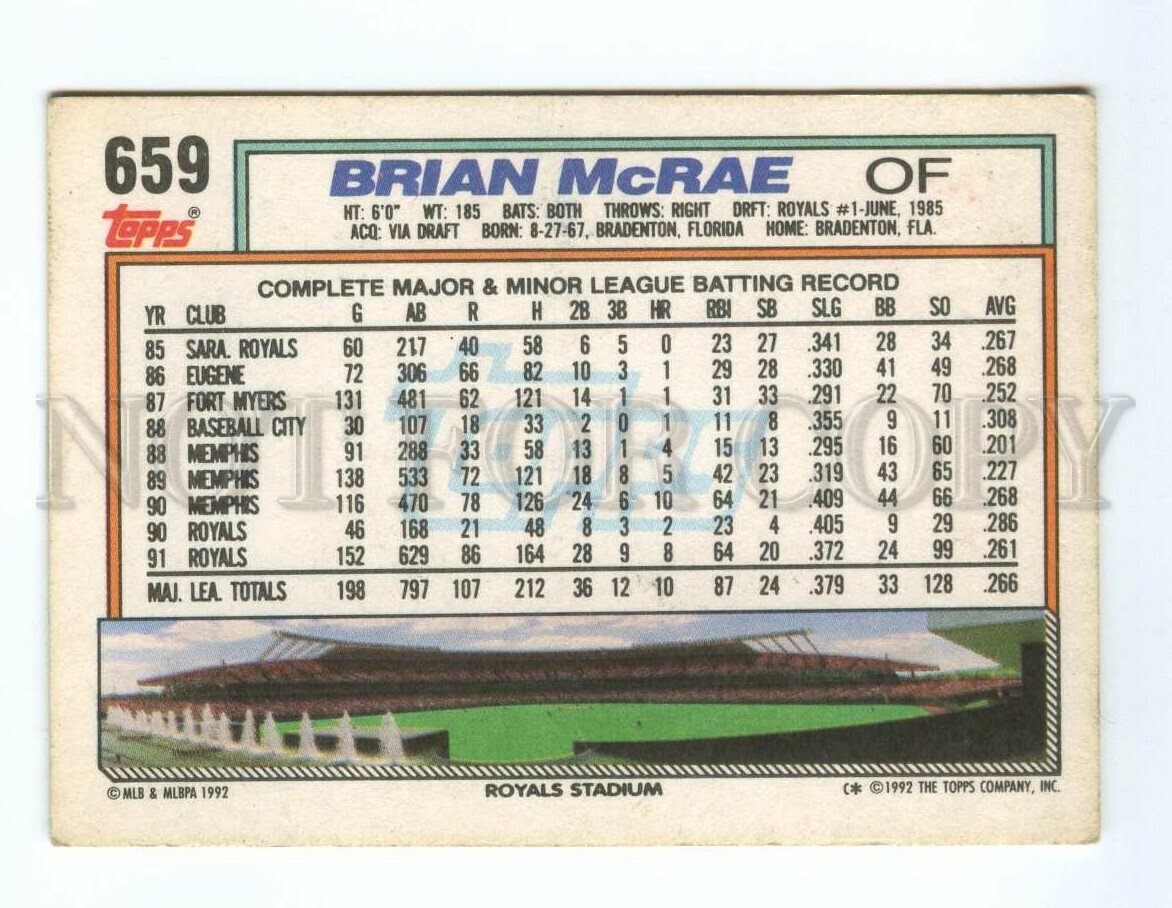 659
BRIAN McRAE OF
Topps®
HT: 6'0" WT: 185 BATS: BOTH THROWS: RIGHT DRFT: ROYALS #1-JUNE, 1985
ACQ: VIA DRAFT BORN: 8-27-67, BRADENTON, FLORIDA HOME: BRADENTON, FLA.
COMPLETE MAJOR & MINOR LEAGUE BATTING RECORD
YR CLUB G AB R H 2B 3B HR RBI SB SLG BB SO AVG
85 SARA. ROYALS 60 217 40 58 6 5 0 23 27 .341 28 34 .267
86 EUGENE 72 306 66 82 10 3 1 29 28 .330 41 49 .268
87 FORT MYERS 131 481 62 121 14 1 1 31 33 .291 22 70 .252
88 BASEBALL CITY 30 107 18 33 2 0 1 11 8 .355 9 11 .308
88 MEMPHIS 91 288 33 58 13 1 4 15 13 .295 16 60 .201
89 MEMPHIS 138 533 72 121 18 8 5 42 23 .319 43 65 .227
90 MEMPHIS 116 470 78 126 24 6 10 64 21 .409 44 66 .268
90 ROYALS 46 168 21 48 8 3 2 23 4 .405 9 29 .286
91 ROYALS 152 629 86 164 28 9 8 64 20 .372 24 99 .261
MAJ. LEA. TOTALS 198 797 107 212 36 12 10 87 24 .379 33 128 .266
Topps
NOT FOR COPY
© MLB & MLBPA 1992 ROYALS STADIUM C* ©1992 THE TOPPS COMPANY, INC.